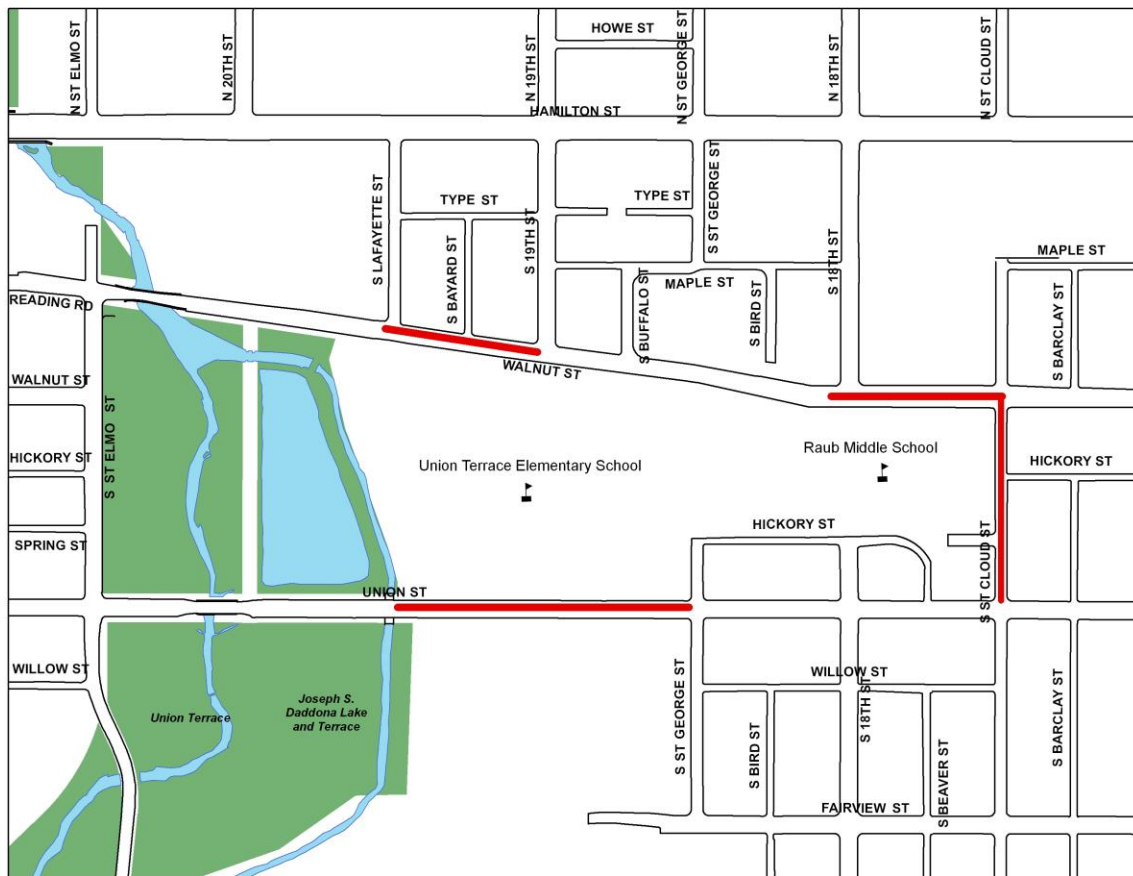 N ST ELMO ST
N 20TH ST
N 19TH ST
HOWE ST
N ST GEORGE ST
N 18TH ST
N ST CLOUD ST
HAMILTON ST
S LAFAYETTE ST
TYPE ST
S BAYARD ST
S 19TH ST
TYPE ST
S ST GEORGE ST
S 18TH ST
MAPLE ST
MAPLE ST
S BUFFALO ST
S BIRD ST
S BARCLAY ST
READING RD
WALNUT ST
WALNUT ST
S ST ELMO ST
HICKORY ST
Union Terrace Elementary School
Raub Middle School
HICKORY ST
HICKORY ST
SPRING ST
S ST CLOUD ST
UNION ST
WILLOW ST
WILLOW ST
Union Terrace
Joseph S.
Daddona Lake
and Terrace
S ST GEORGE ST
S BIRD ST
S 18TH ST
S BEAVER ST
S BARCLAY ST
FAIRVIEW ST